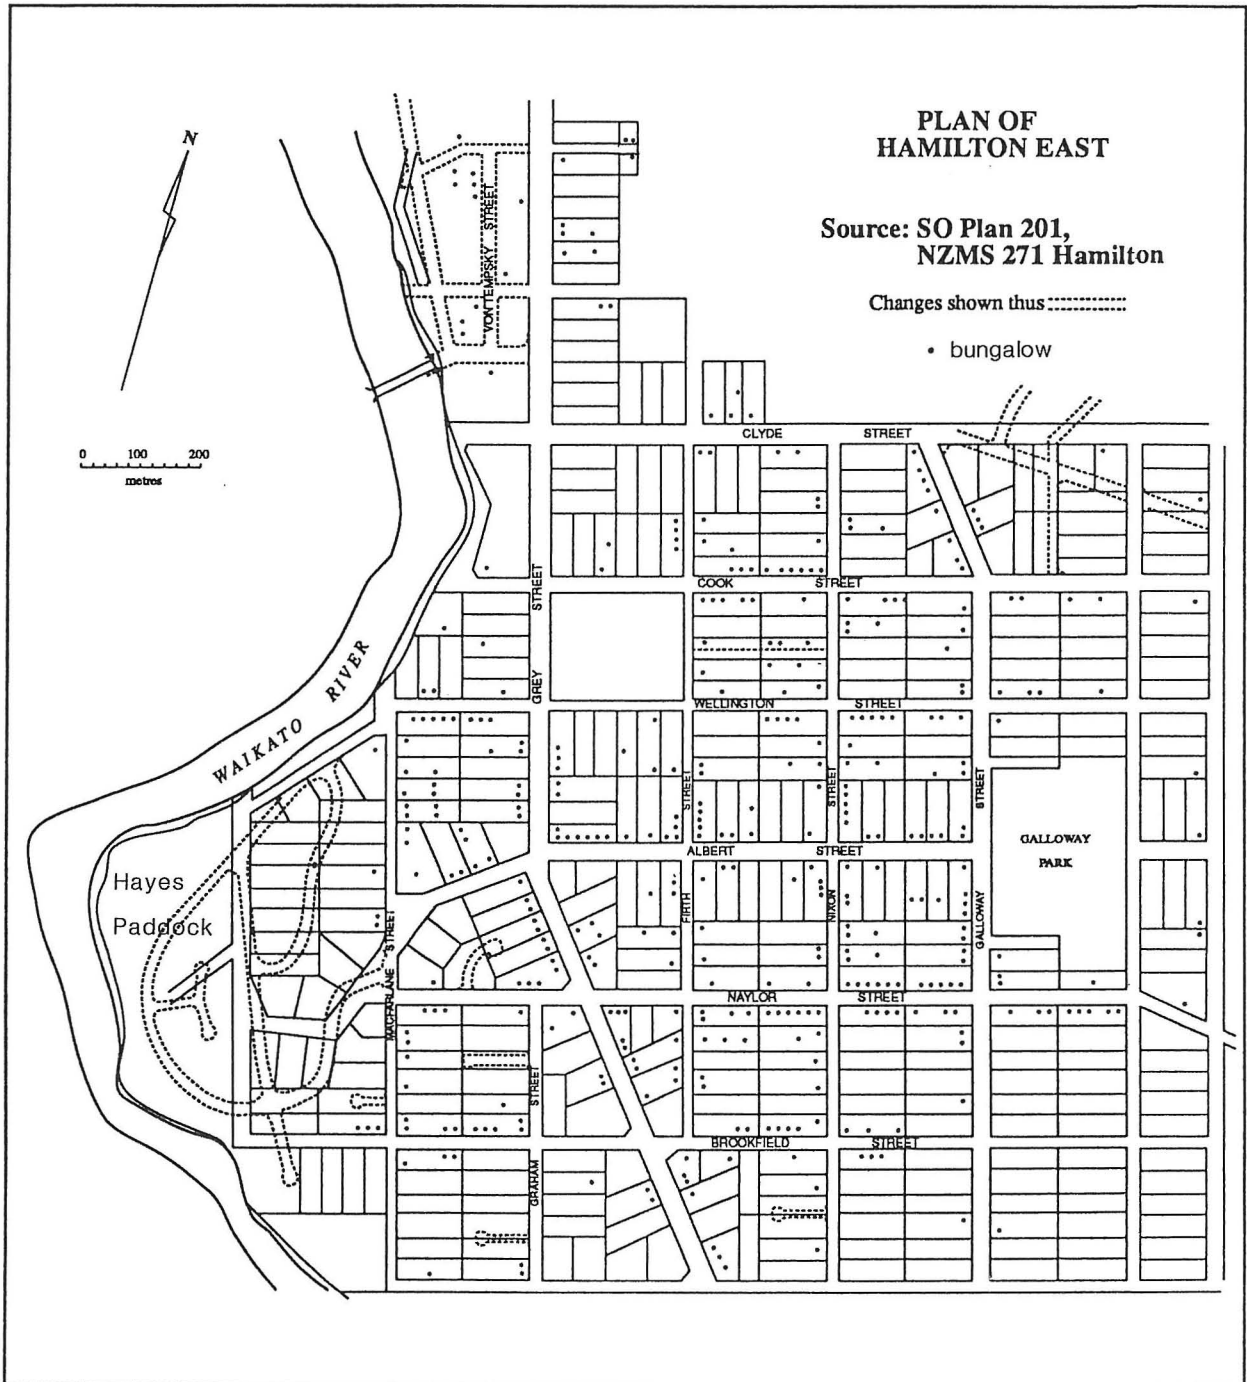 PLAN OF
HAMILTON EAST
Source: SO Plan 201,
NZMS 271 Hamilton
Changes shown thus
• bungalow
N
0 100 200
metres
VON TEMPSKY STREET
CLYDE STREET
COOK STREET
GREY STREET
WAIKATO RIVER
WELLINGTON STREET
FIRTH STREET
NIXON STREET
GALLOWAY STREET
GALLOWAY
PARK
ALBERT STREET
Hayes
Paddock
MACFARLANE STREET
NAYLOR STREET
GRAHAM STREET
BROOKFIELD STREET